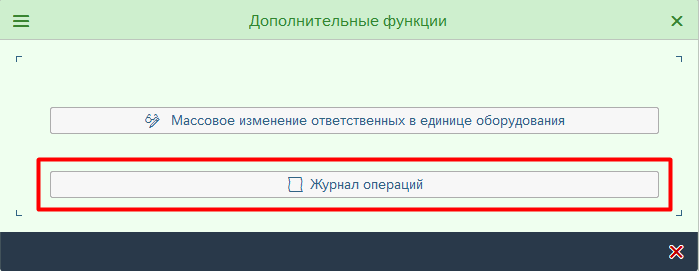 Дополнительные функции
Массовое изменение ответственных в единице оборудования
Журнал операций